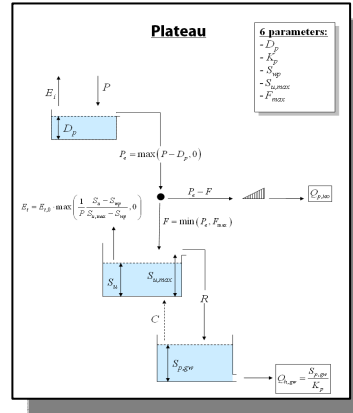 Plateau
6 parameters:
- D_p
- K_p
- S_wp
- S_u,max
- F_max
E_i
P
D_p
P_e = max(P − D_p, 0)
P_e − F
Q_p,iao
E_t = E_t,0 · max(1/P (S_u − S_wp)/(S_u,max − S_wp), 0)
F = min(P_e, F_max)
S_u
S_u,max
R
C
S_p,gw
Q_h,gw = S_p,gw / K_p